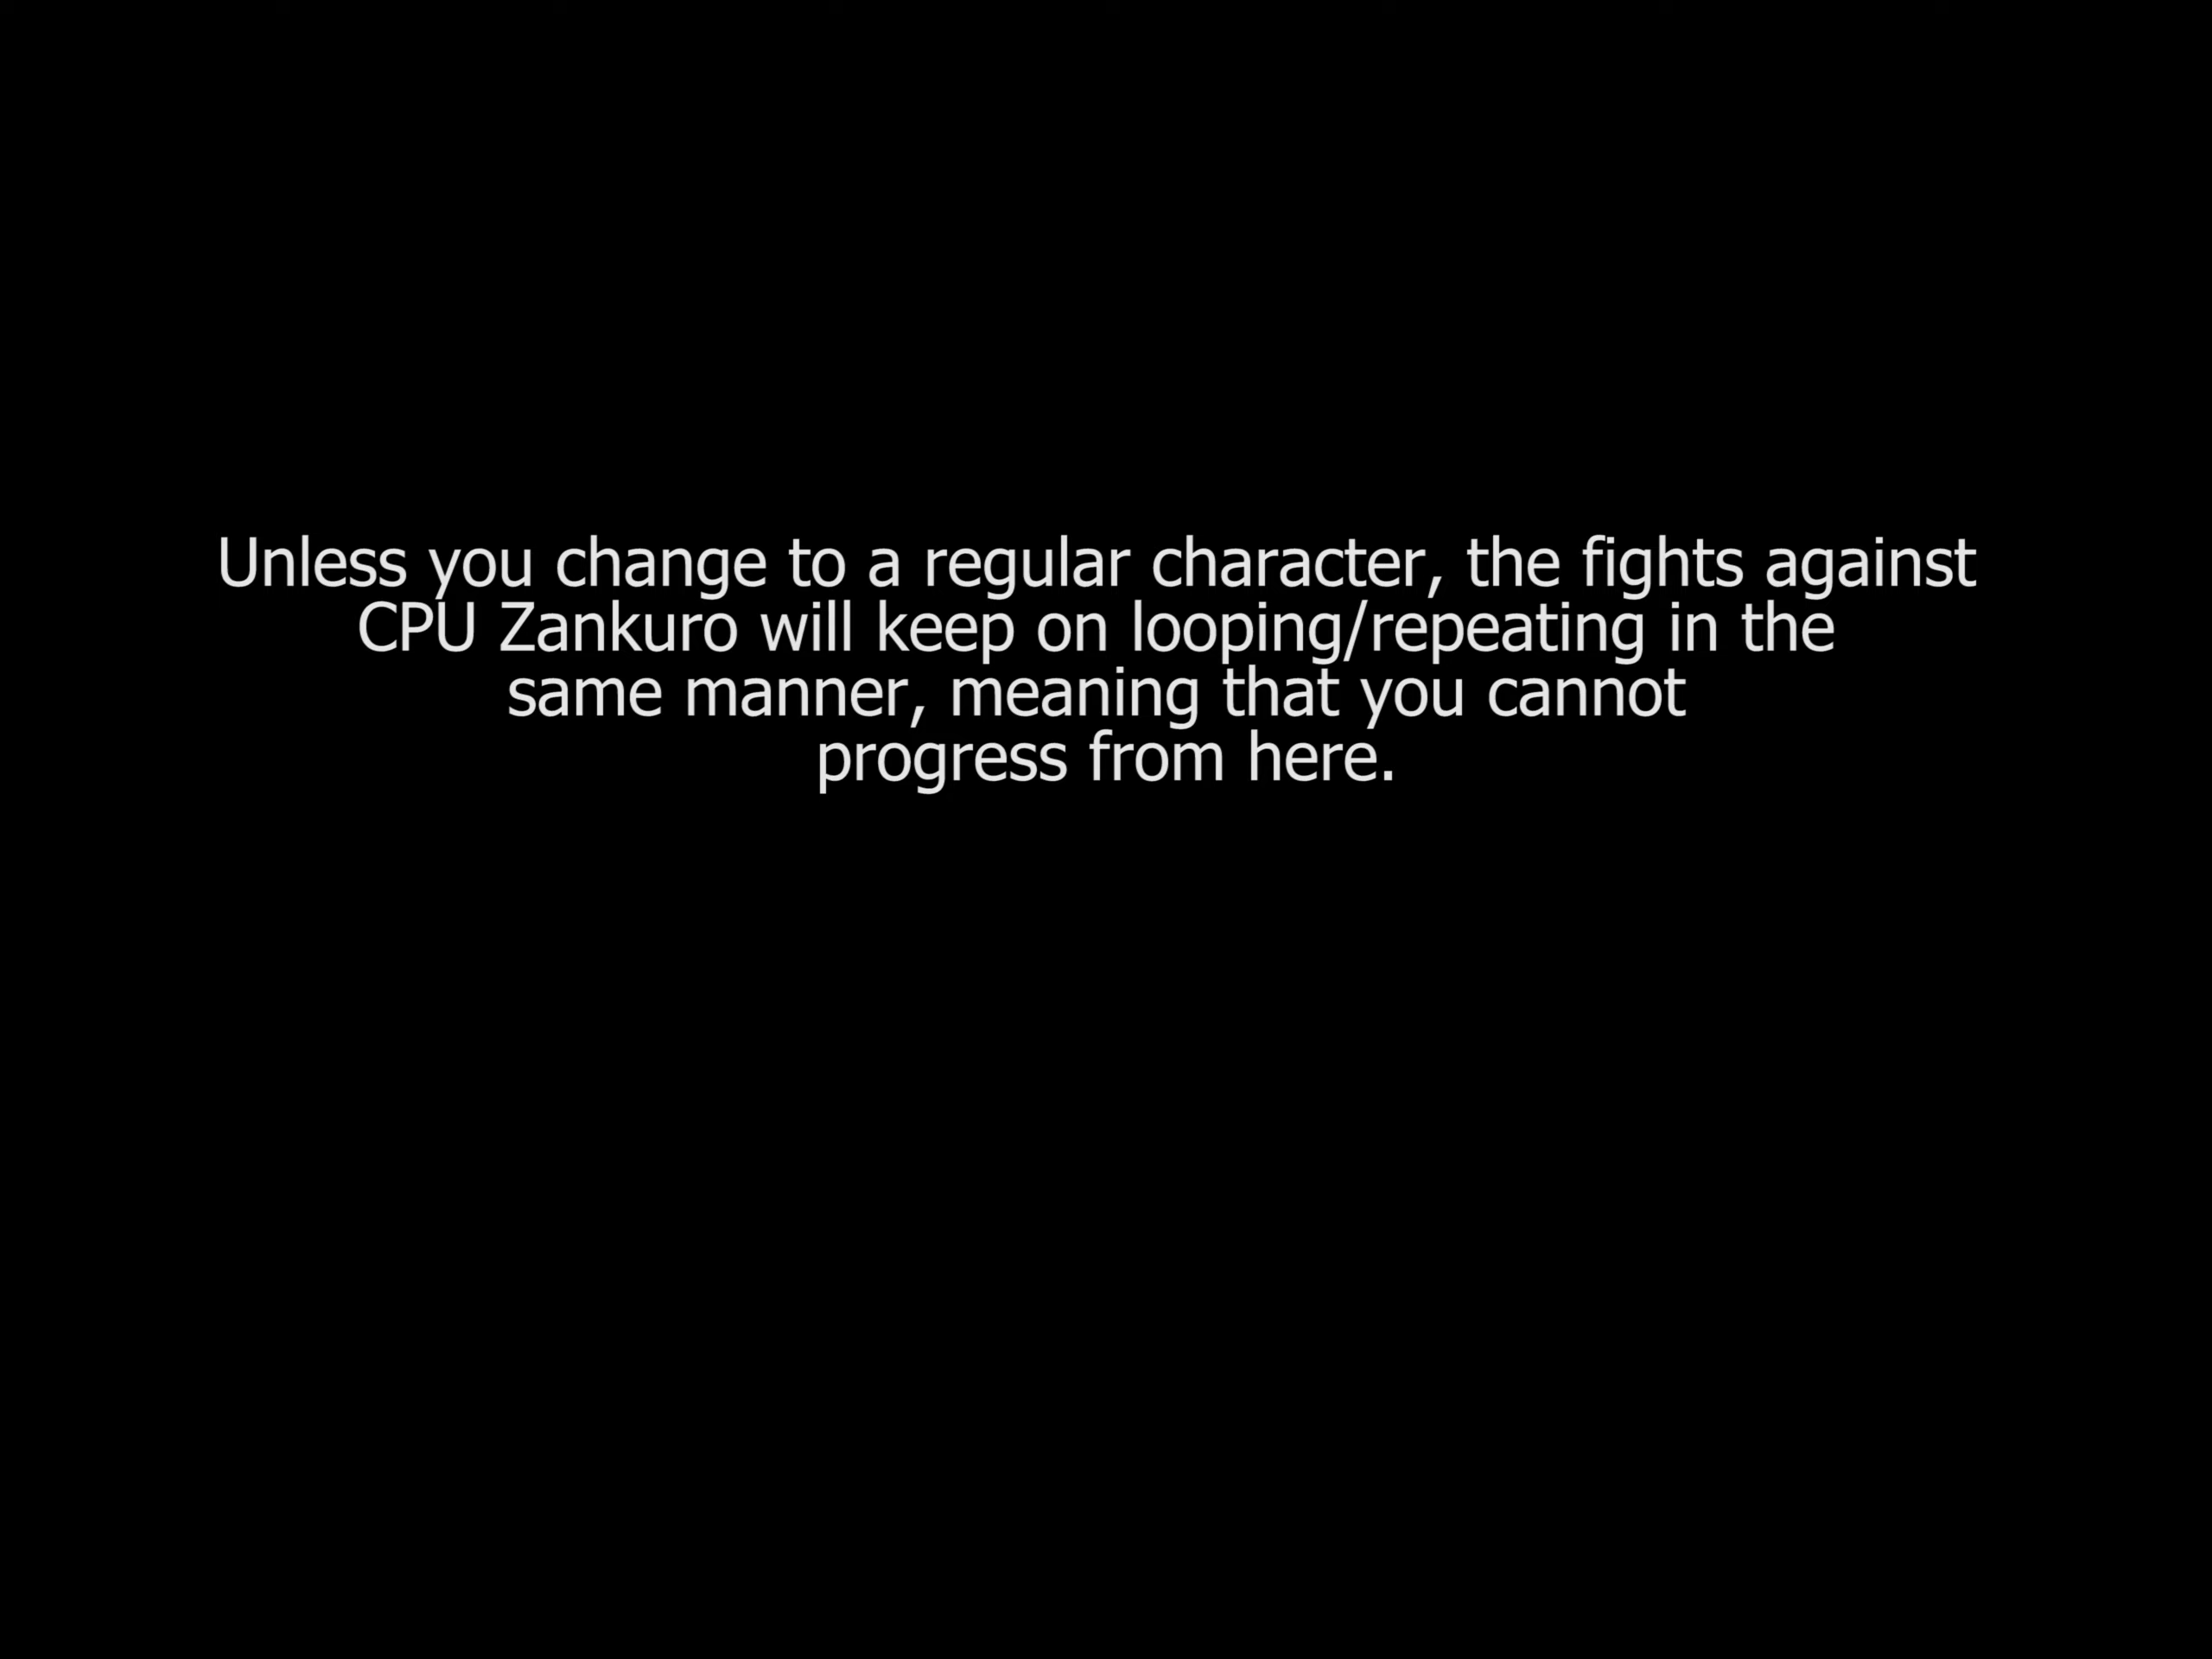 Unless you change to a regular character, the fights against
CPU Zankuro will keep on looping/repeating in the
same manner, meaning that you cannot
progress from here.